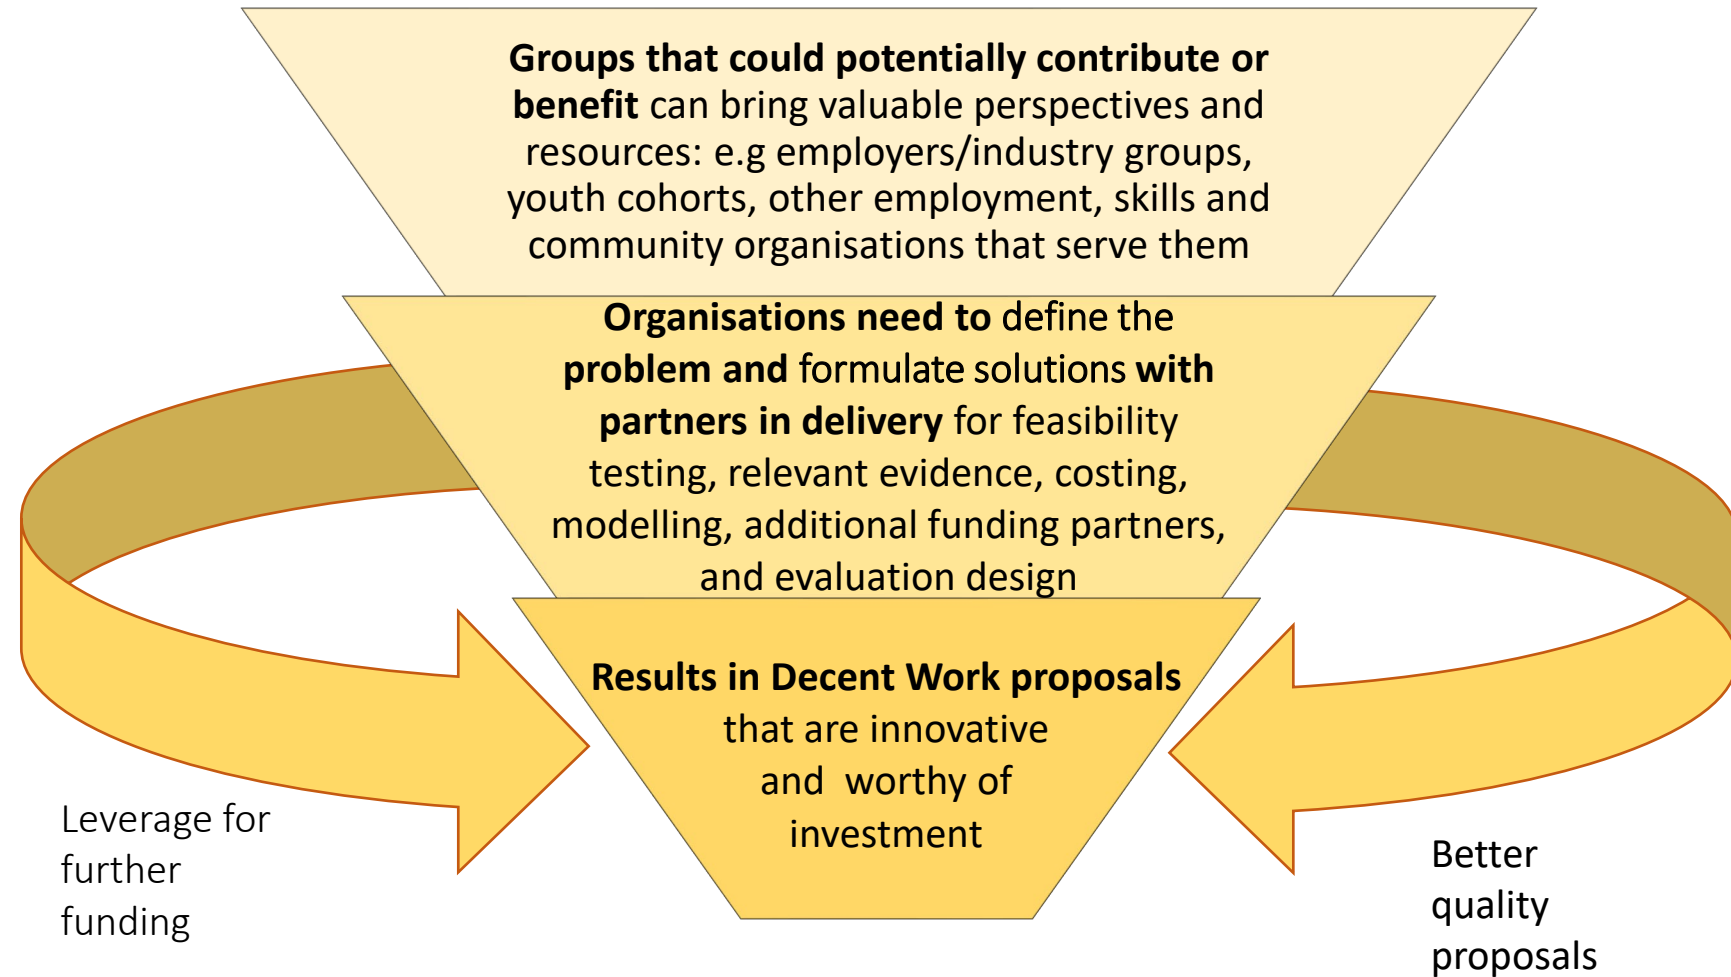 Groups that could potentially contribute or
benefit can bring valuable perspectives and
resources: e.g employers/industry groups,
youth cohorts, other employment, skills and
community organisations that serve them
Organisations need to define the
problem and formulate solutions with
partners in delivery for feasibility
testing, relevant evidence, costing,
modelling, additional funding partners,
and evaluation design
Results in Decent Work proposals
that are innovative
and  worthy of
investment
Leverage for
further
funding
Better
quality
proposals